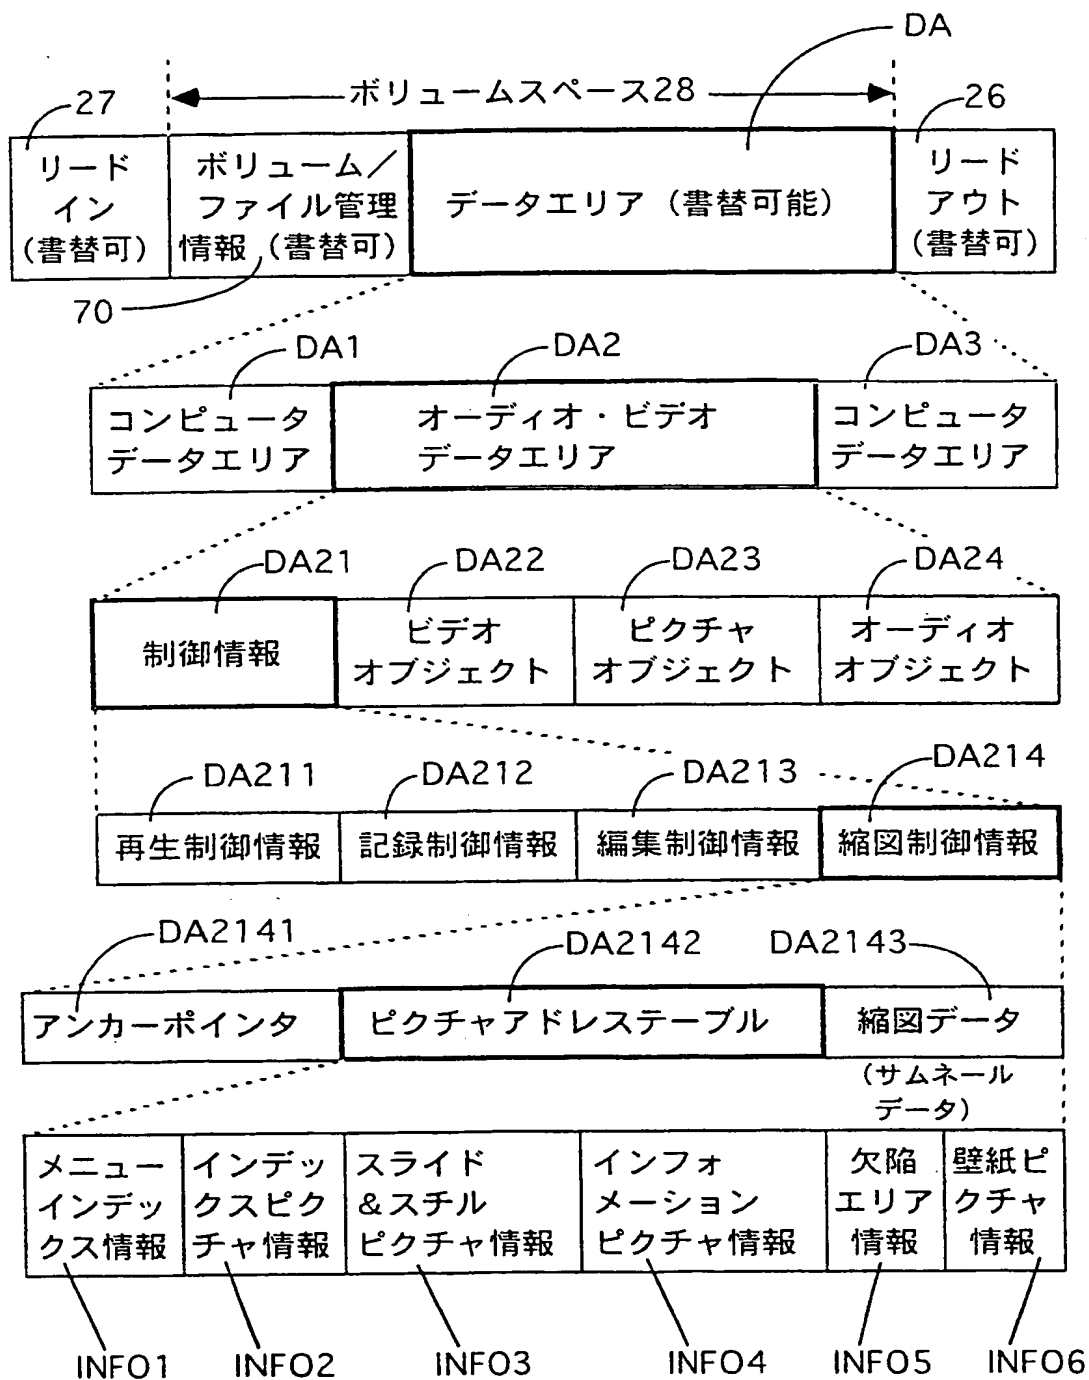 DA
27
ボリュームスペース28
26
リード
イン
(書替可)
ボリューム／
ファイル管理
情報 (書替可)
データエリア (書替可能)
リード
アウト
(書替可)
70
DA1
DA2
DA3
コンピュータ
データエリア
オーディオ・ビデオ
データエリア
コンピュータ
データエリア
DA21
DA22
DA23
DA24
制御情報
ビデオ
オブジェクト
ピクチャ
オブジェクト
オーディオ
オブジェクト
DA211
DA212
DA213
DA214
再生制御情報
記録制御情報
編集制御情報
縮図制御情報
DA2141
DA2142
DA2143
アンカーポインタ
ピクチャアドレステーブル
縮図データ
(サムネール
データ)
メニュー
インデッ
クス情報
インデッ
クスピク
チャ情報
スライド
&スチル
ピクチャ情報
インフォ
メーション
ピクチャ情報
欠陥
エリア
情報
壁紙ピ
クチャ
情報
INFO1
INFO2
INFO3
INFO4
INFO5
INFO6